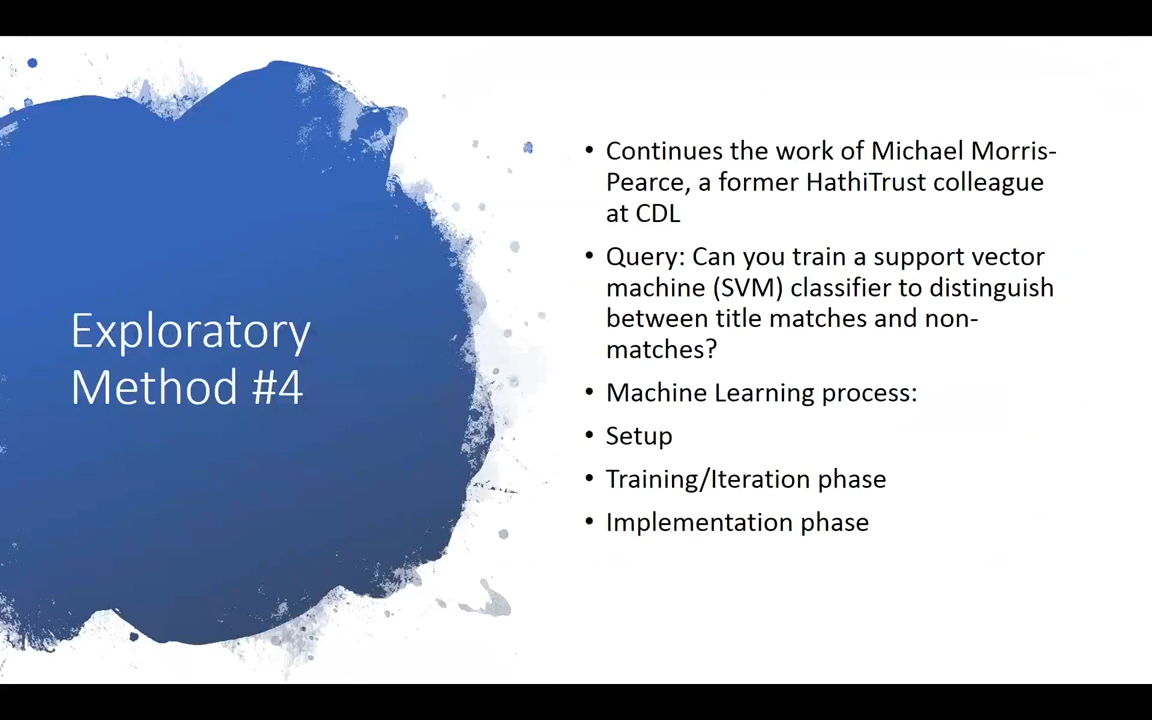 Exploratory
Method #4
• Continues the work of Michael Morris-
Pearce, a former HathiTrust colleague
at CDL
• Query: Can you train a support vector
machine (SVM) classifier to distinguish
between title matches and non-
matches?
• Machine Learning process:
• Setup
• Training/Iteration phase
• Implementation phase